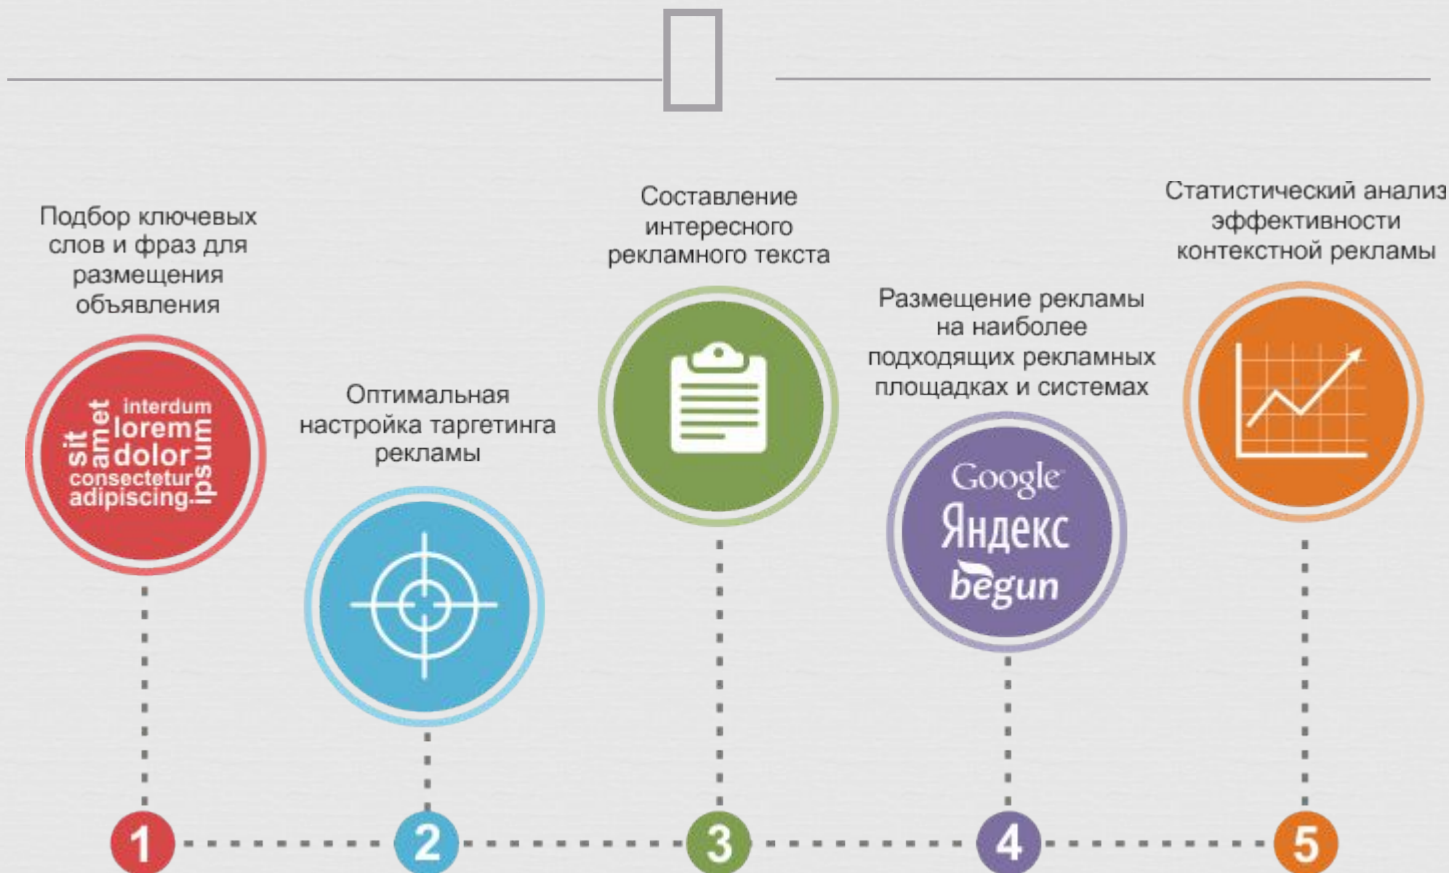 Подбор ключевых
слов и фраз для
размещения
объявления
interdum
sit
amet
lorem
dolor
consectetur
adipiscing
ipsum
Оптимальная
настройка таргетинга
рекламы
Составление
интересного
рекламного текста
Размещение рекламы
на наиболее
подходящих рекламных
площадках и системах
Google
Яндекс
begun
Статистический анализ
эффективности
контекстной рекламы
1
2
3
4
5